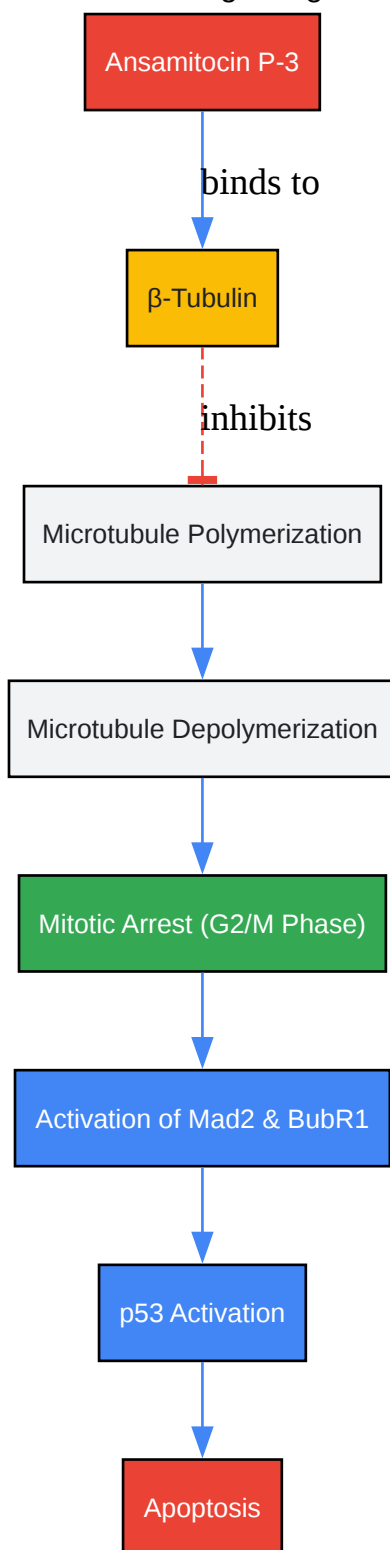 Ansamitocin P-3
binds to
β-Tubulin
inhibits
Microtubule Polymerization
Microtubule Depolymerization
Mitotic Arrest (G2/M Phase)
Activation of Mad2 & BubR1
p53 Activation
Apoptosis